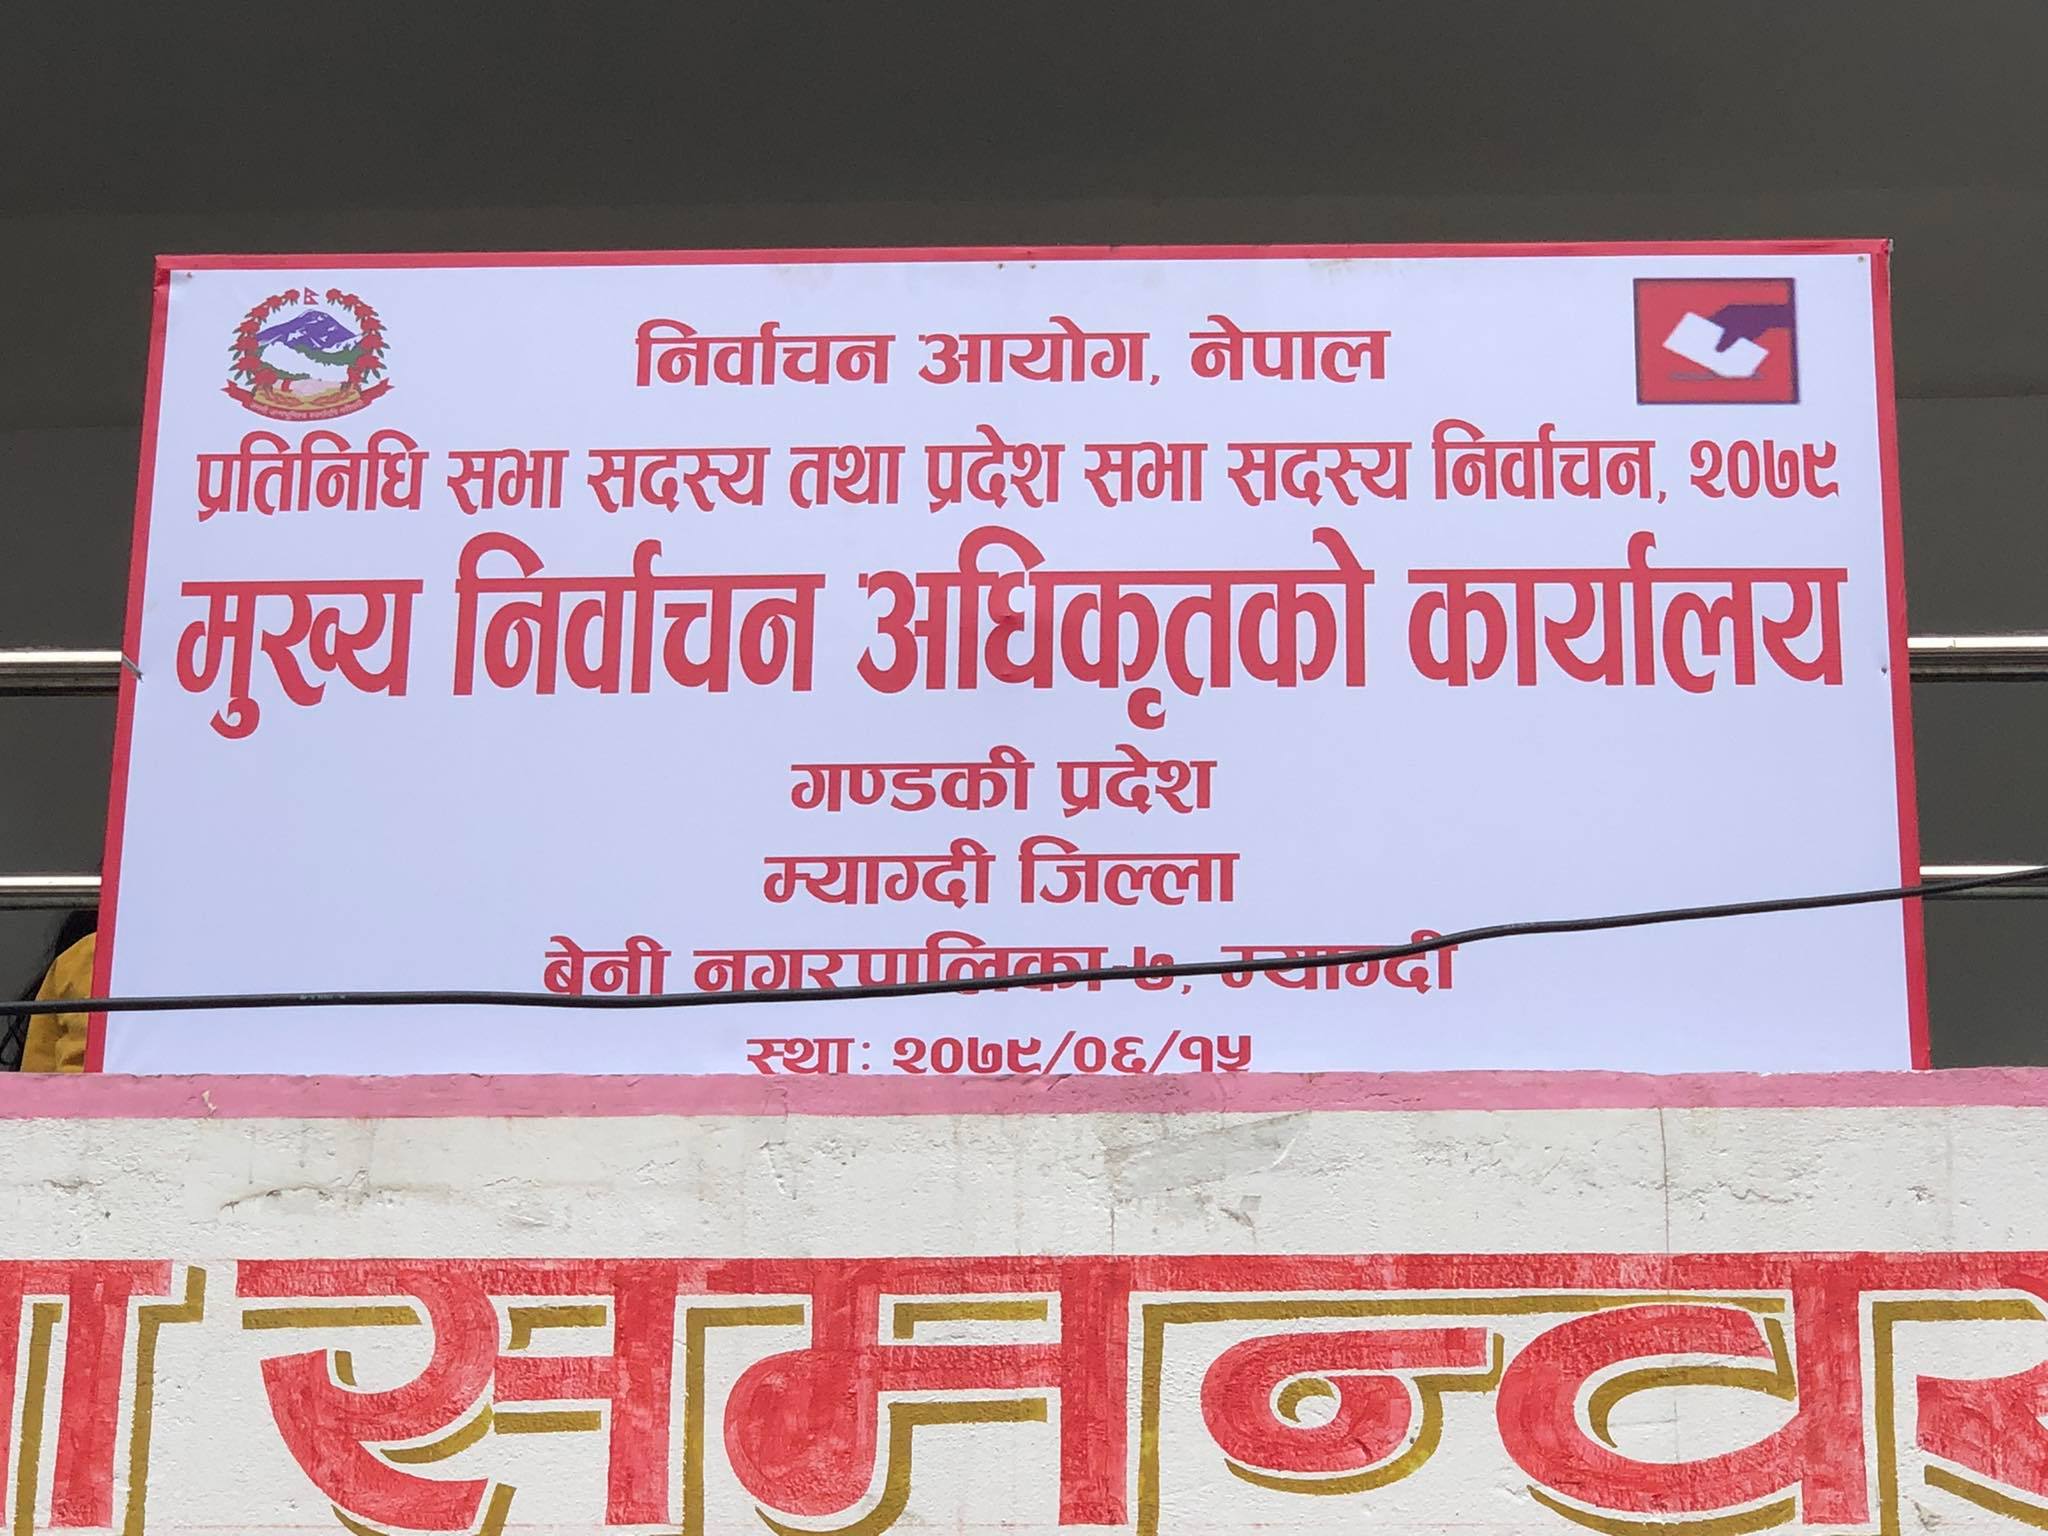 निर्वाचन आयोग, नेपाल
प्रतिनिधि सभा सदस्य तथा प्रदेश सभा सदस्य निर्वाचन, २०७९
मुख्य निर्वाचन अधिकृतको कार्यालय
गण्डकी प्रदेश
म्याग्दी जिल्ला
बेनी नगरपालिका-७, म्याग्दी
स्था: २०७९/०६/१५